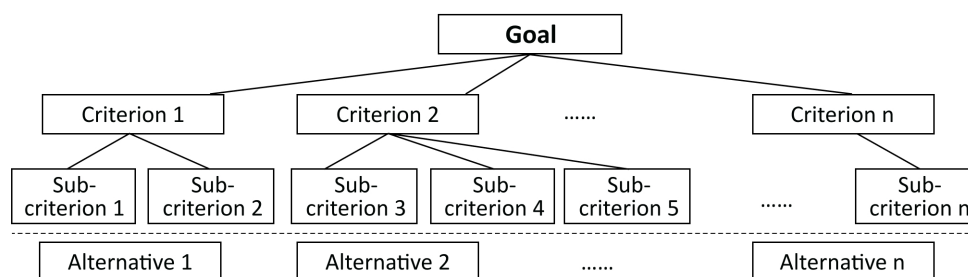 Goal
Criterion 1
Criterion 2
......
Criterion n
Sub-
criterion 1
Sub-
criterion 2
Sub-
criterion 3
Sub-
criterion 4
Sub-
criterion 5
......
Sub-
criterion n
Alternative 1
Alternative 2
......
Alternative n